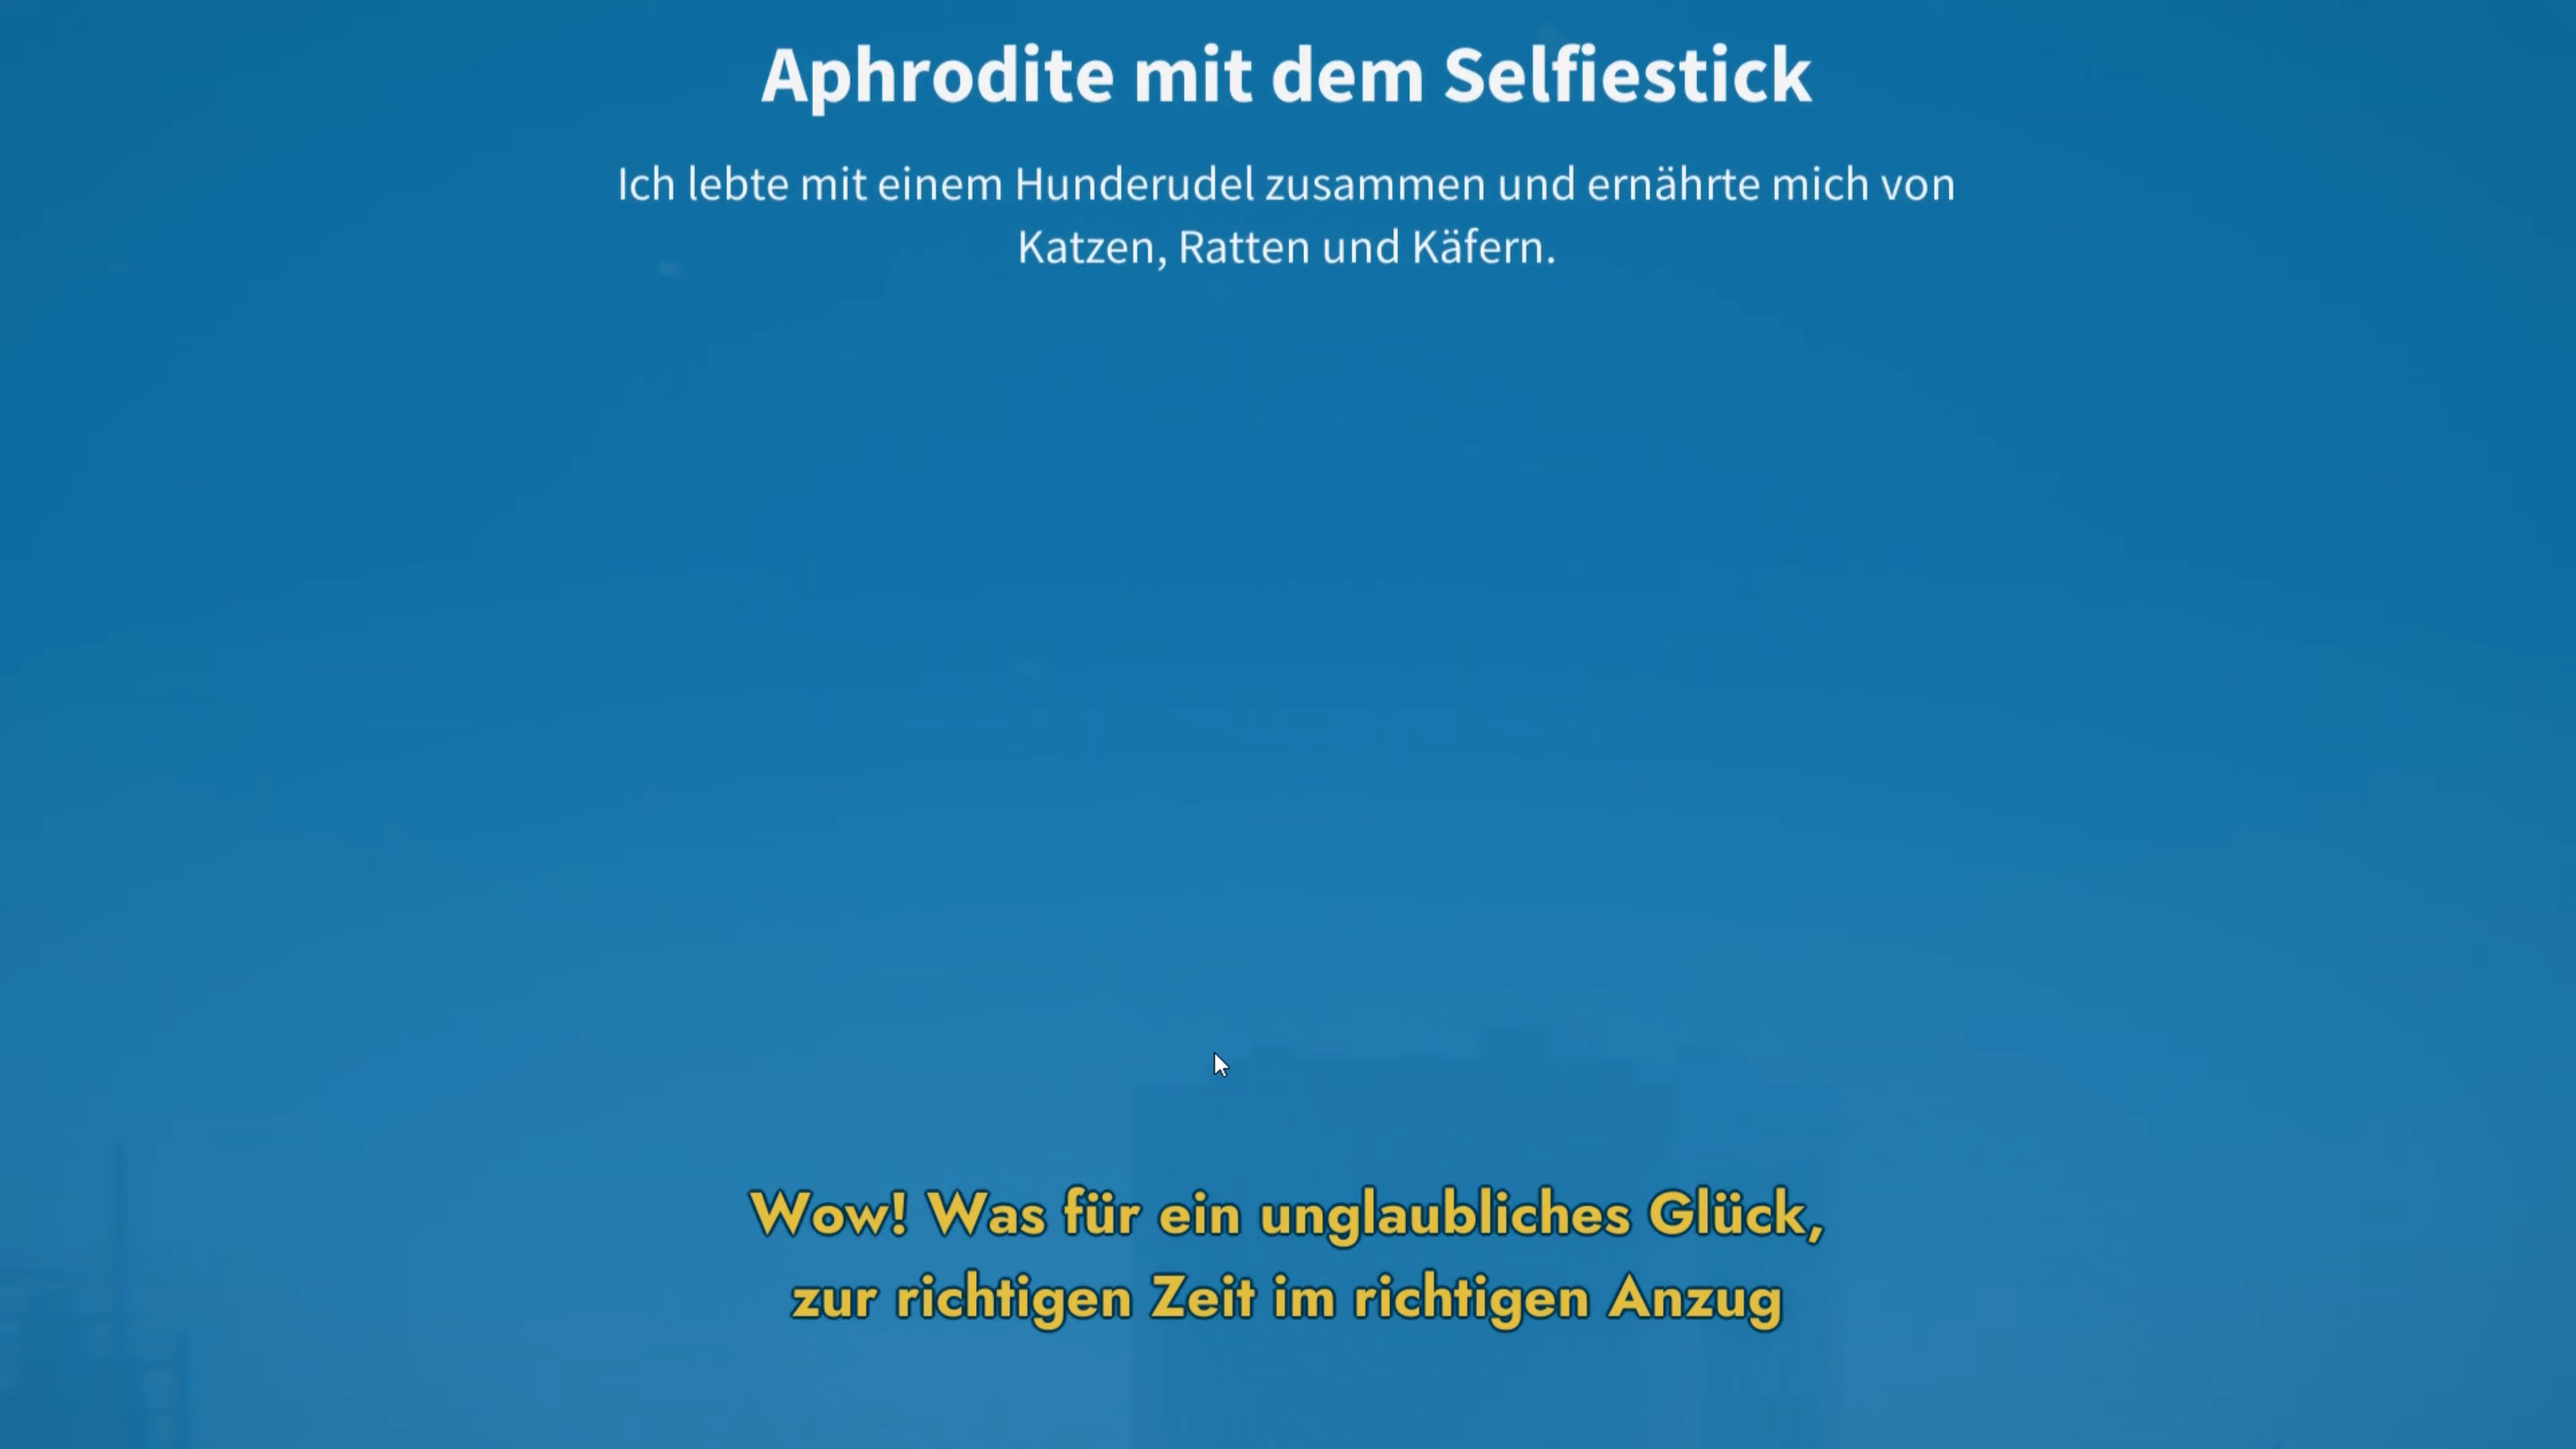 Aphrodite mit dem Selfiestick
Ich lebte mit einem Hunderudel zusammen und ernährte mich von
Katzen, Ratten und Käfern.
Wow! Was für ein unglaubliches Glück,
zur richtigen Zeit im richtigen Anzug